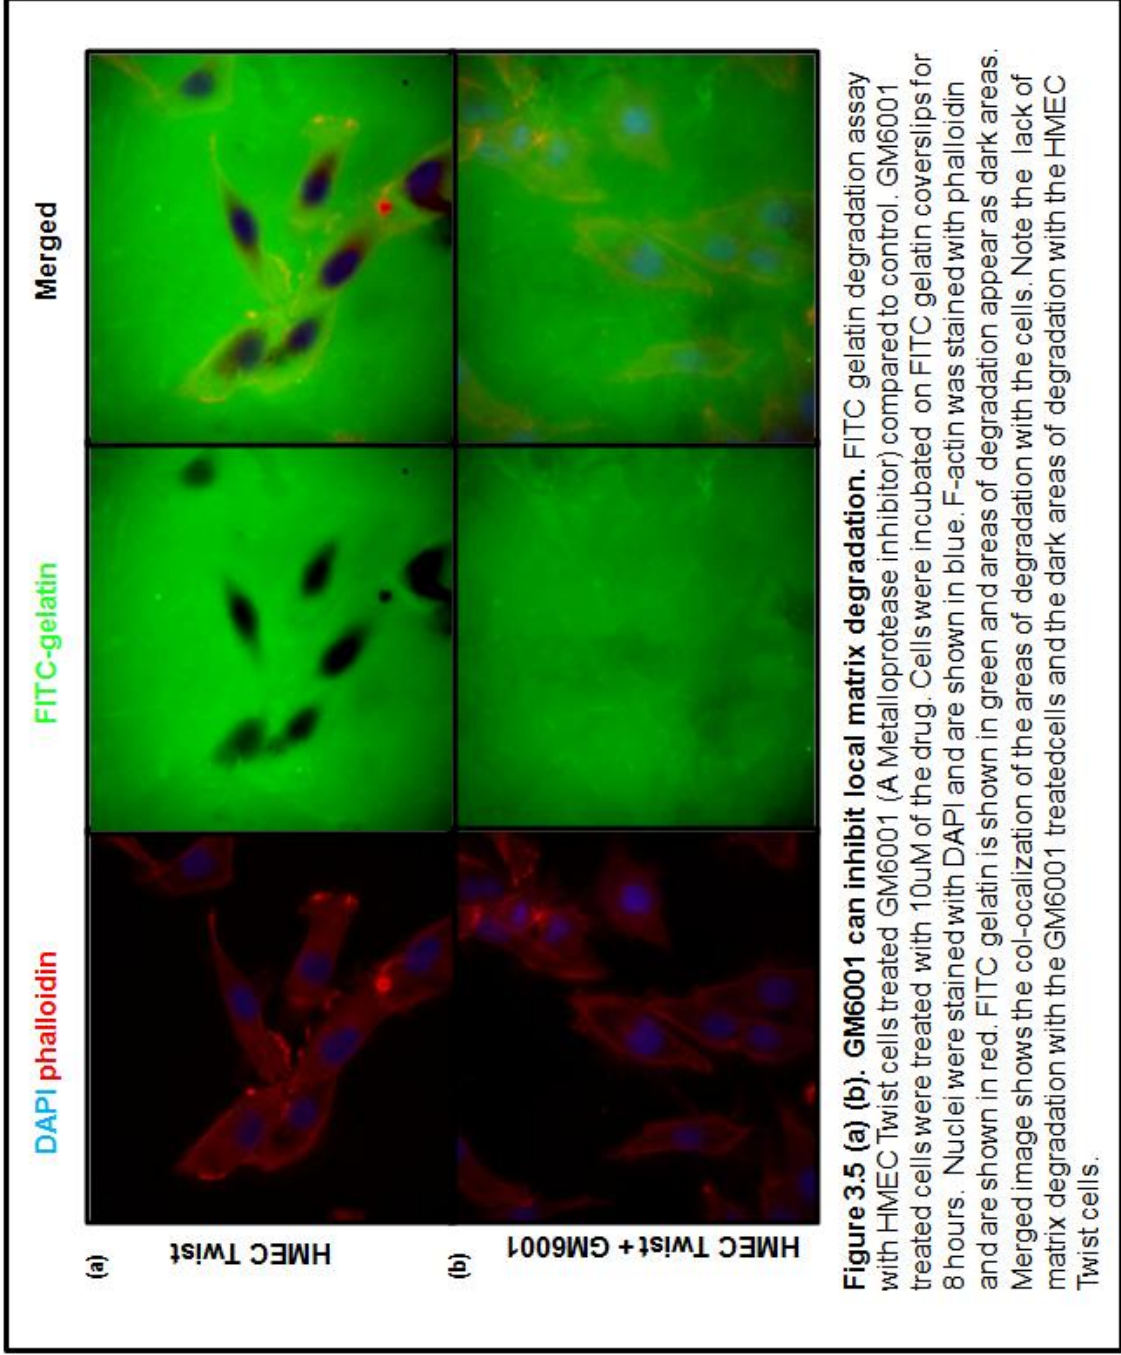 DAPI phalloidin
FITC-gelatin
Merged
(a)
HMEC Twist
(b)
HMEC Twist + GM6001
Figure 3.5 (a) (b). GM6001 can inhibit local matrix degradation. FITC gelatin degradation assay
with HMEC Twist cells treated GM6001 (A Metalloprotease inhibitor) compared to control. GM6001
treated cells were treated with 10uM of the drug. Cells were incubated on FITC gelatin coverslips for
8 hours. Nuclei were stained with DAPI and are shown in blue. F-actin was stained with phalloidin
and are shown in red. FITC gelatin is shown in green and areas of degradation appear as dark areas.
Merged image shows the col-ocalization of the areas of degradation with the cells. Note the lack of
matrix degradation with the GM6001 treatedcells and the dark areas of degradation with the HMEC
Twist cells.